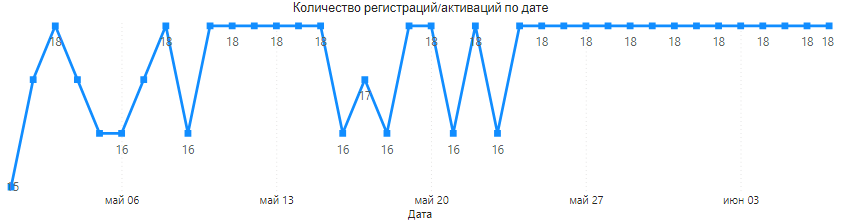 Количество регистраций/активаций по дате
18 18 18 18 18 18 18 18 18 18 18 18 18 18 18 18
17
16 16 16 16 16 16
май 06 май 13 май 20 май 27 июн 03
Дата